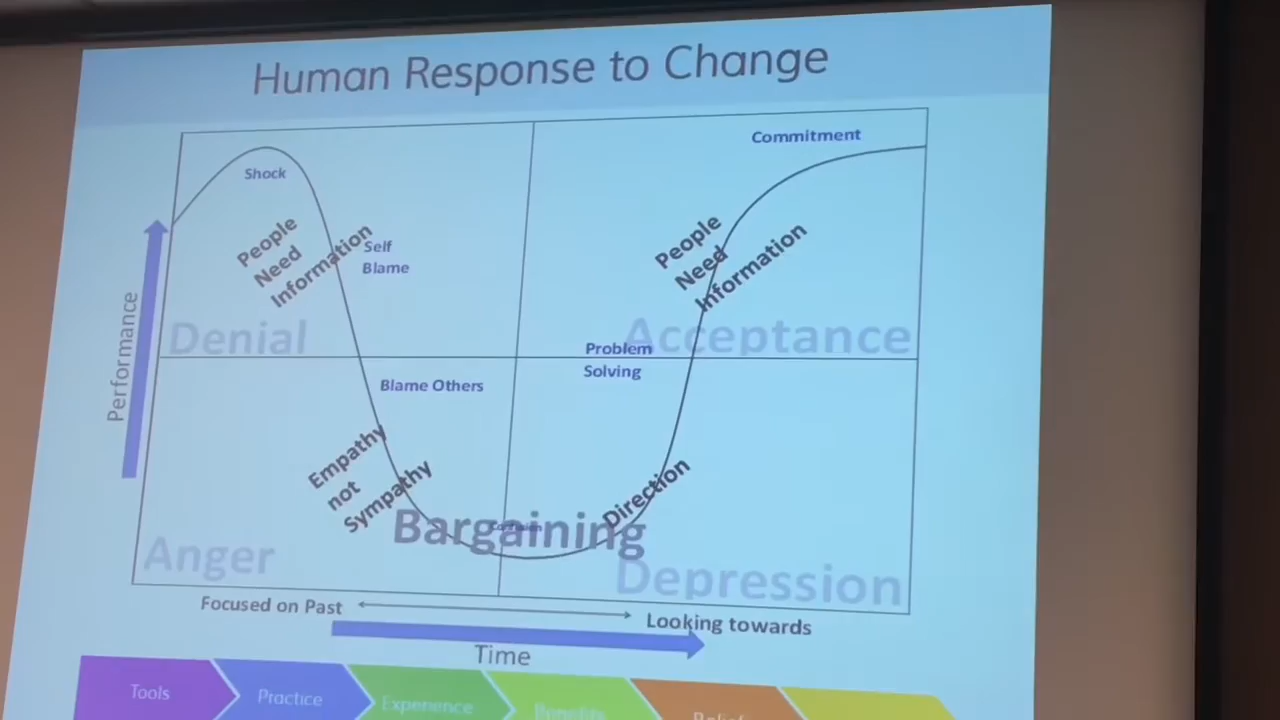 Human Response to Change
Commitment
Shock
People
Need
Information
Self
Blame
People
Need
Information
Denial
Acceptance
Performance
Problem
Solving
Blame Others
Empathy
not
Sympathy
Direction
Bargaining
Anger
Depression
Focused on Past
Looking towards
Time
Tools
Practice
Experience
Benefits